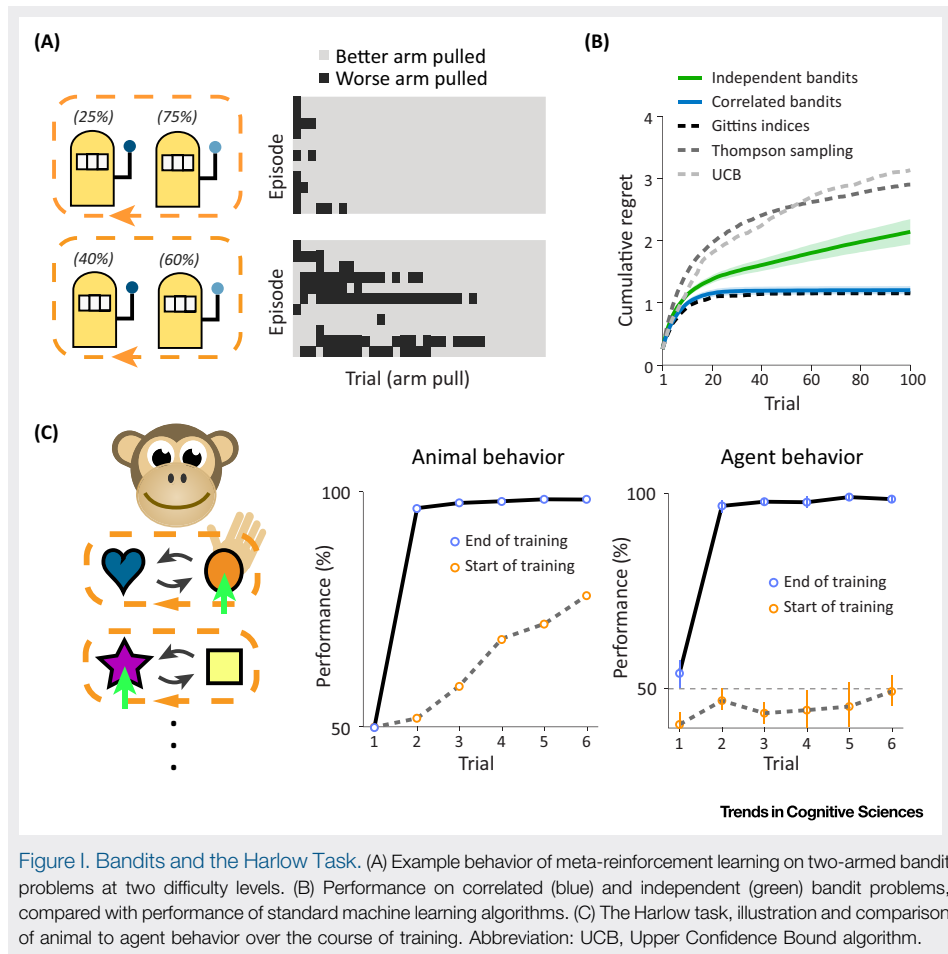 (A)
Better arm pulled
Worse arm pulled
(25%) (75%)
Episode
(40%) (60%)
Episode
Trial (arm pull)
(B)
Independent bandits
Correlated bandits
Gittins indices
Thompson sampling
UCB
4
3
2
1
0
Cumulative regret
1 20 40 60 80 100
Trial
(C)
Animal behavior
100
50
Performance (%)
End of training
Start of training
1 2 3 4 5 6
Trial
Agent behavior
100
50
Performance (%)
End of training
Start of training
1 2 3 4 5 6
Trial
Trends in Cognitive Sciences
Figure I. Bandits and the Harlow Task. (A) Example behavior of meta-reinforcement learning on two-armed bandit
problems at two difficulty levels. (B) Performance on correlated (blue) and independent (green) bandit problems,
compared with performance of standard machine learning algorithms. (C) The Harlow task, illustration and comparison
of animal to agent behavior over the course of training. Abbreviation: UCB, Upper Confidence Bound algorithm.